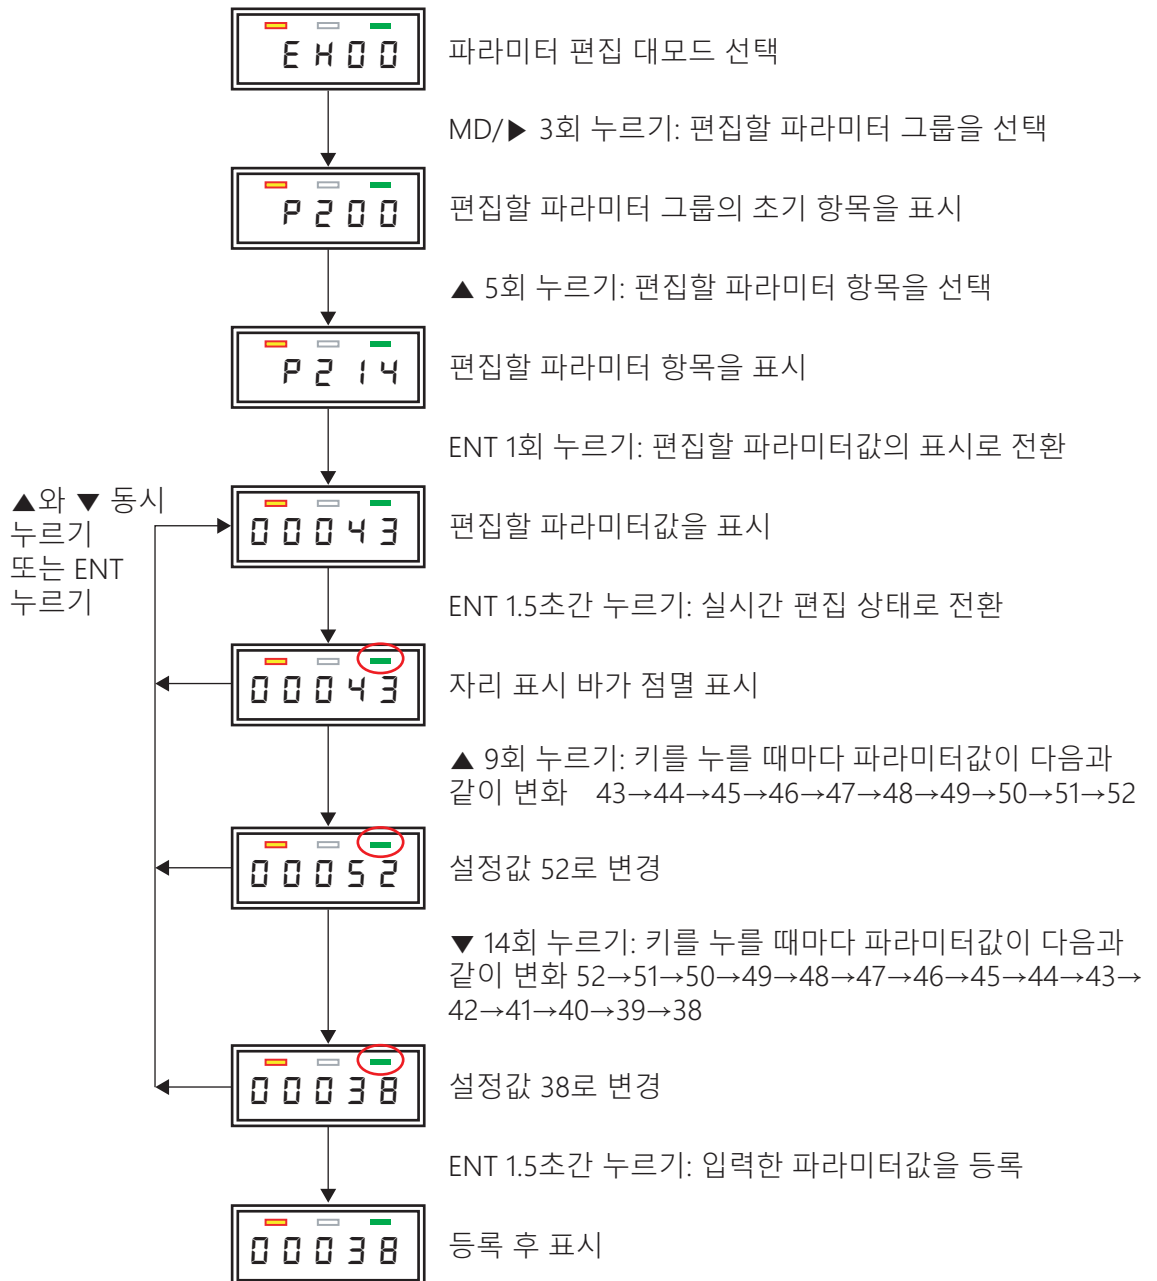 EH00
파라미터 편집 대모드 선택
MD/▶ 3회 누르기: 편집할 파라미터 그룹을 선택
P200
편집할 파라미터 그룹의 초기 항목을 표시
▲ 5회 누르기: 편집할 파라미터 항목을 선택
P214
편집할 파라미터 항목을 표시
ENT 1회 누르기: 편집할 파라미터값의 표시로 전환
▲와 ▼ 동시
누르기
또는 ENT
누르기
00043
편집할 파라미터값을 표시
ENT 1.5초간 누르기: 실시간 편집 상태로 전환
00043
자리 표시 바가 점멸 표시
▲ 9회 누르기: 키를 누를 때마다 파라미터값이 다음과
같이 변화 43→44→45→46→47→48→49→50→51→52
00052
설정값 52로 변경
▼ 14회 누르기: 키를 누를 때마다 파라미터값이 다음과
같이 변화 52→51→50→49→48→47→46→45→44→43→
42→41→40→39→38
00038
설정값 38로 변경
ENT 1.5초간 누르기: 입력한 파라미터값을 등록
00038
등록 후 표시